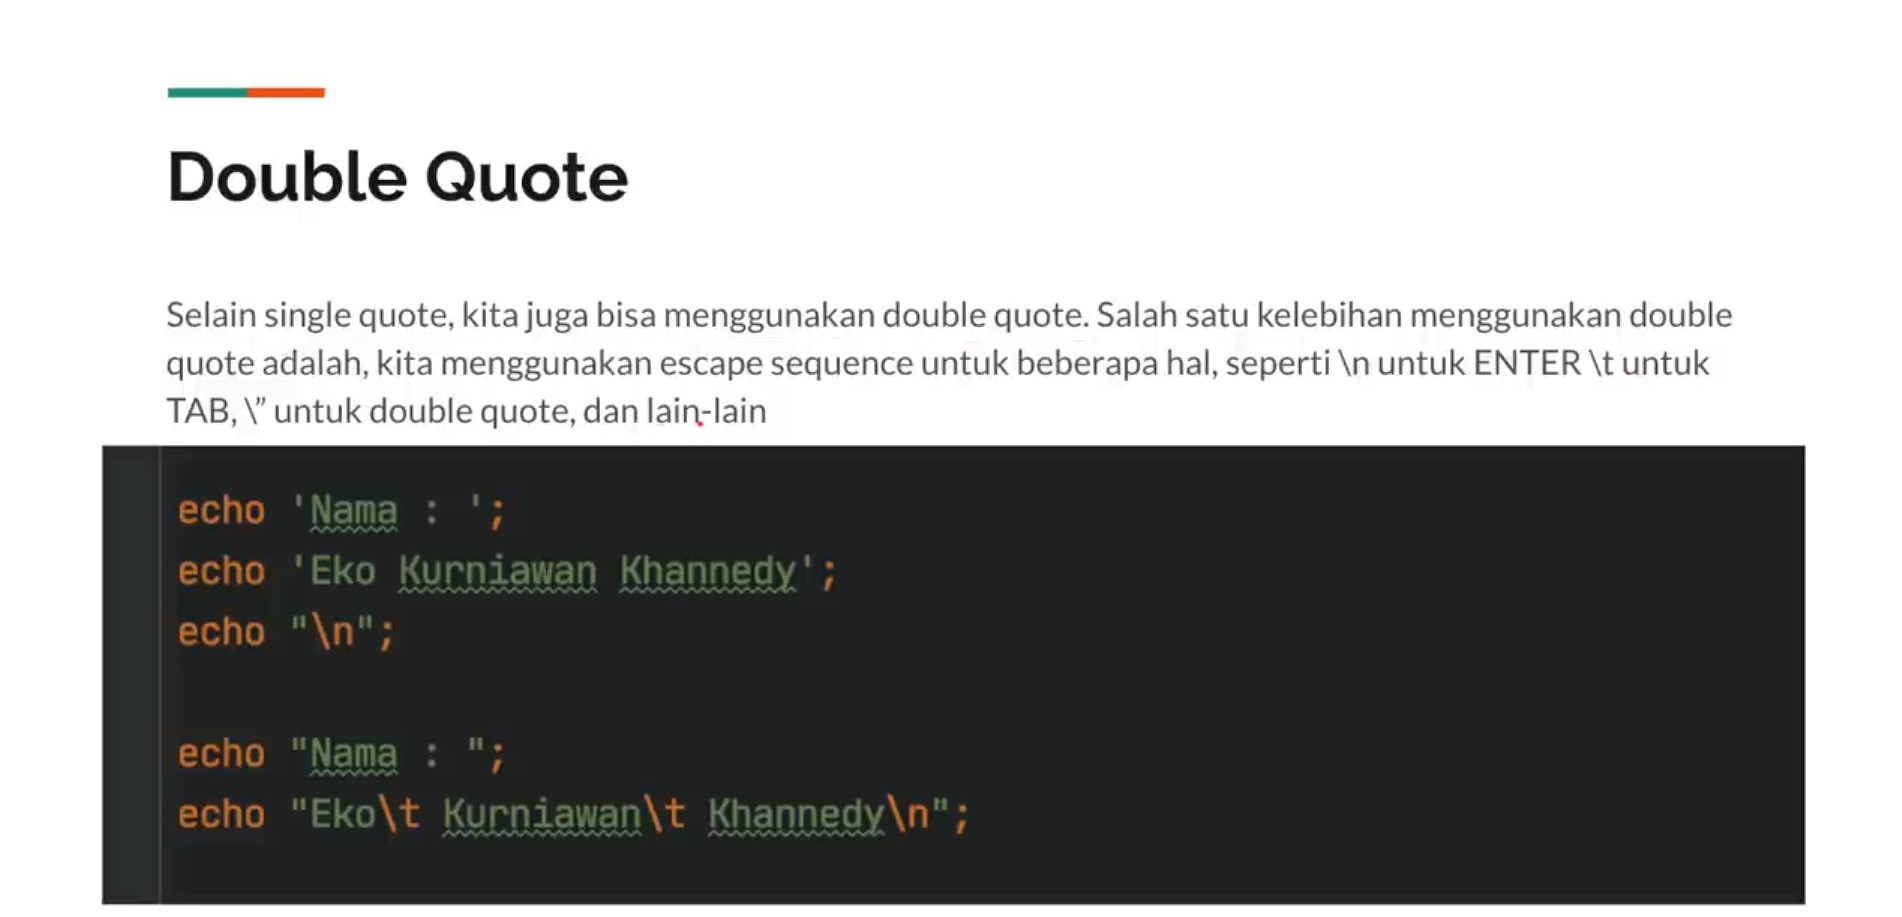 Double Quote
Selain single quote, kita juga bisa menggunakan double quote. Salah satu kelebihan menggunakan double
quote adalah, kita menggunakan escape sequence untuk beberapa hal, seperti \n untuk ENTER \t untuk
TAB, \” untuk double quote, dan lain-lain
echo 'Nama : ';
echo 'Eko Kurniawan Khannedy';
echo "\n";
echo "Nama : ";
echo "Eko\t Kurniawan\t Khannedy\n";